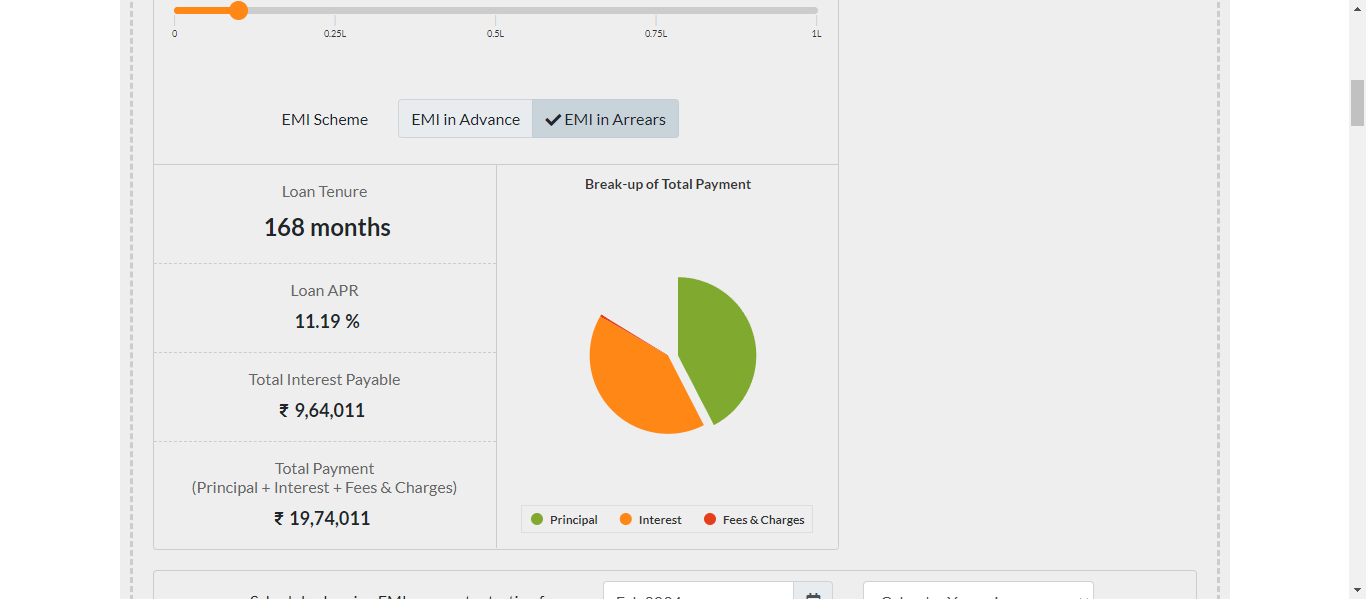 0 0.25L 0.5L 0.75L 1L
EMI Scheme EMI in Advance EMI in Arrears
Loan Tenure
168 months
Loan APR
11.19 %
Total Interest Payable
₹ 9,64,011
Total Payment
(Principal + Interest + Fees & Charges)
₹ 19,74,011
Break-up of Total Payment
Principal Interest Fees & Charges